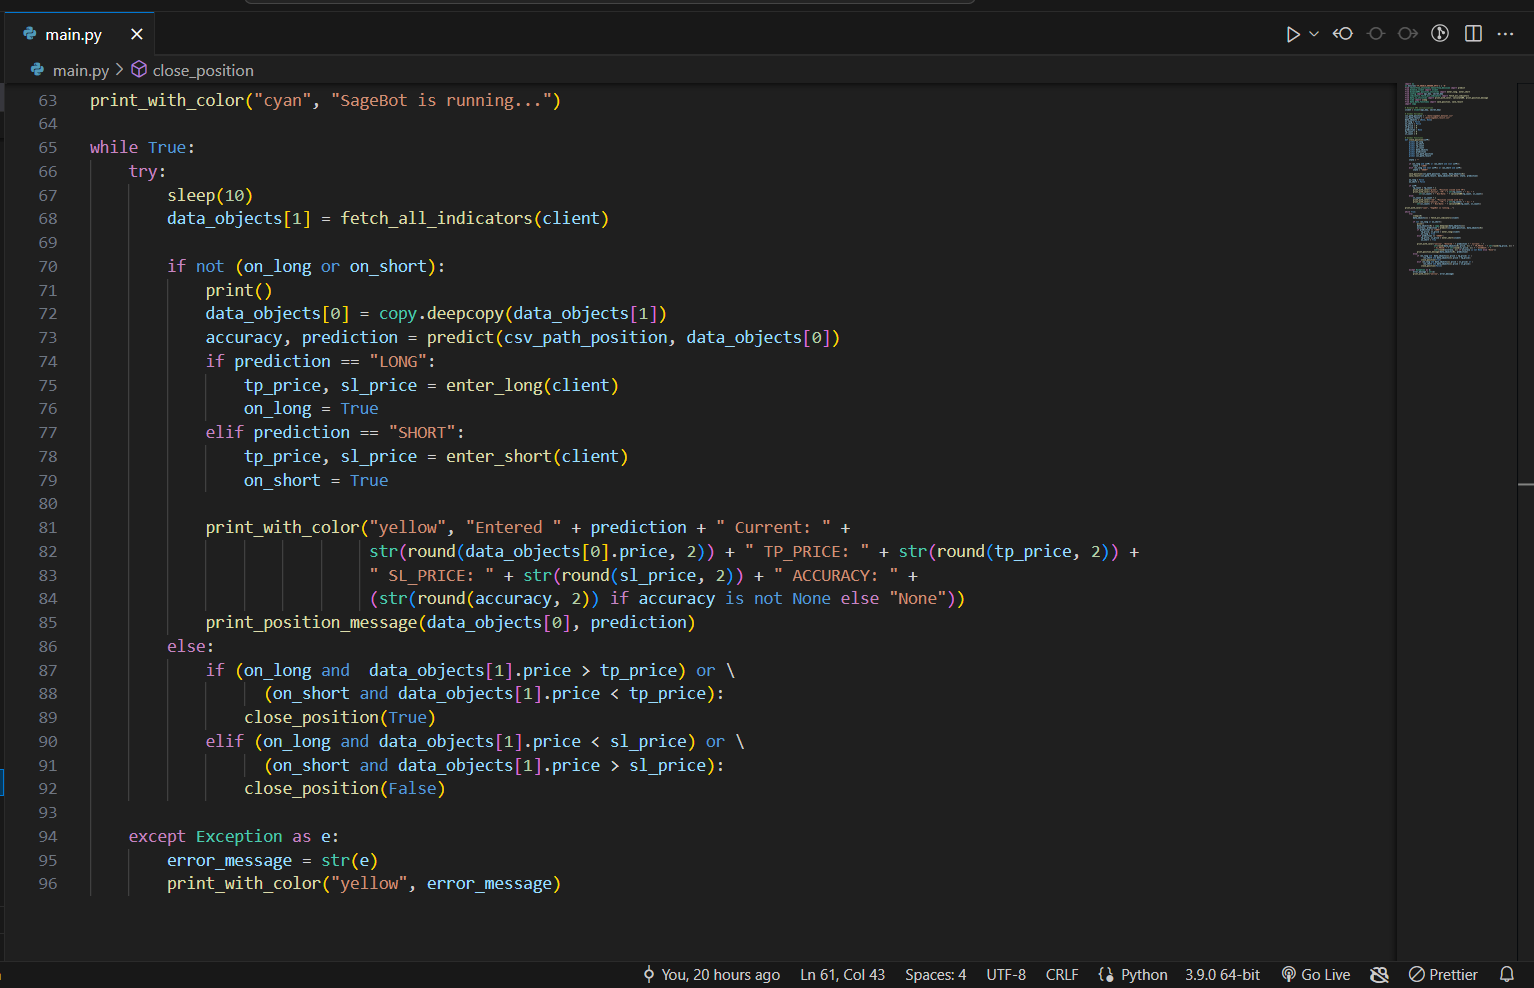 main.py
main.py > close_position
63 print_with_color("cyan", "SageBot is running...")
64
65 while True:
66     try:
67         sleep(10)
68         data_objects[1] = fetch_all_indicators(client)
69
70         if not (on_long or on_short):
71             print()
72             data_objects[0] = copy.deepcopy(data_objects[1])
73             accuracy, prediction = predict(csv_path_position, data_objects[0])
74             if prediction == "LONG":
75                 tp_price, sl_price = enter_long(client)
76                 on_long = True
77             elif prediction == "SHORT":
78                 tp_price, sl_price = enter_short(client)
79                 on_short = True
80
81             print_with_color("yellow", "Entered " + prediction + " Current: " +
82                              str(round(data_objects[0].price, 2)) + " TP_PRICE: " + str(round(tp_price, 2)) +
83                              " SL_PRICE: " + str(round(sl_price, 2)) + " ACCURACY: " +
84                              (str(round(accuracy, 2)) if accuracy is not None else "None"))
85             print_position_message(data_objects[0], prediction)
86         else:
87             if (on_long and  data_objects[1].price > tp_price) or \
88                   (on_short and data_objects[1].price < tp_price):
89                 close_position(True)
90             elif (on_long and data_objects[1].price < sl_price) or \
91                   (on_short and data_objects[1].price > sl_price):
92                 close_position(False)
93
94     except Exception as e:
95         error_message = str(e)
96         print_with_color("yellow", error_message)
You, 20 hours ago Ln 61, Col 43 Spaces: 4 UTF-8 CRLF Python 3.9.0 64-bit Go Live Prettier